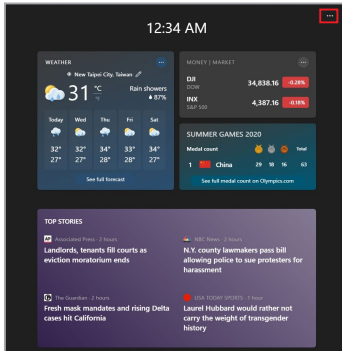 12:34 AM
WEATHER
New Taipei City, Taiwan
31 °C
Rain showers
87%
Today Wed Thu Fri Sat
32° 32° 34° 33° 34°
27° 27° 28° 28° 27°
See full forecast
MONEY | MARKET
DJI 34,838.16 -0.28%
DOW
INX 4,387.16 -0.18%
S&P 500
SUMMER GAMES 2020
Medal count Total
1 China 29 18 16 63
See full medal count on Olympics.com
TOP STORIES
AP Associated Press · 2 hours
Landlords, tenants fill courts as
eviction moratorium ends
NBC News · 2 hours
N.Y. county lawmakers pass bill
allowing police to sue protesters for
harassment
The Guardian · 2 hours
Fresh mask mandates and rising Delta
cases hit California
USA TODAY SPORTS · 1 hour
Laurel Hubbard would rather not
carry the weight of transgender
history